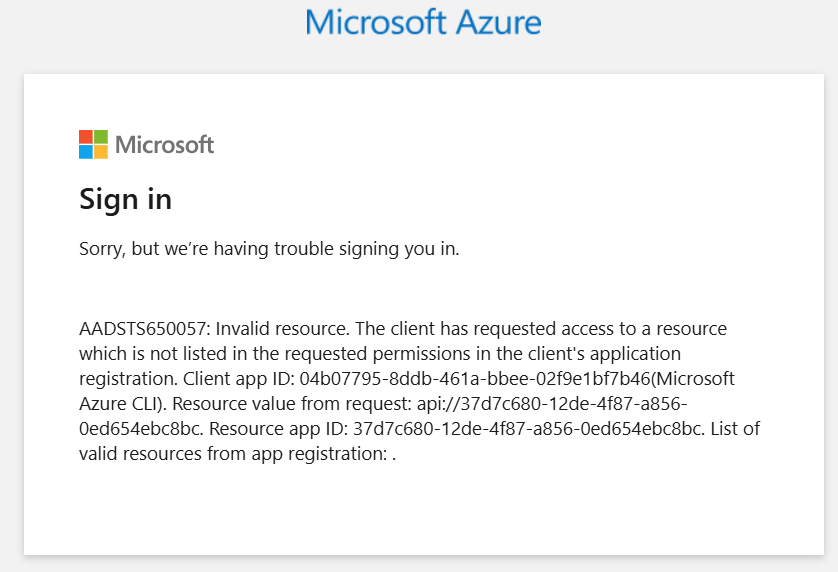 Microsoft Azure
Microsoft
Sign in
Sorry, but we’re having trouble signing you in.
AADSTS650057: Invalid resource. The client has requested access to a resource
which is not listed in the requested permissions in the client's application
registration. Client app ID: 04b07795-8ddb-461a-bbee-02f9e1bf7b46(Microsoft
Azure CLI). Resource value from request: api://37d7c680-12de-4f87-a856-
0ed654ebc8bc. Resource app ID: 37d7c680-12de-4f87-a856-0ed654ebc8bc. List of
valid resources from app registration: .